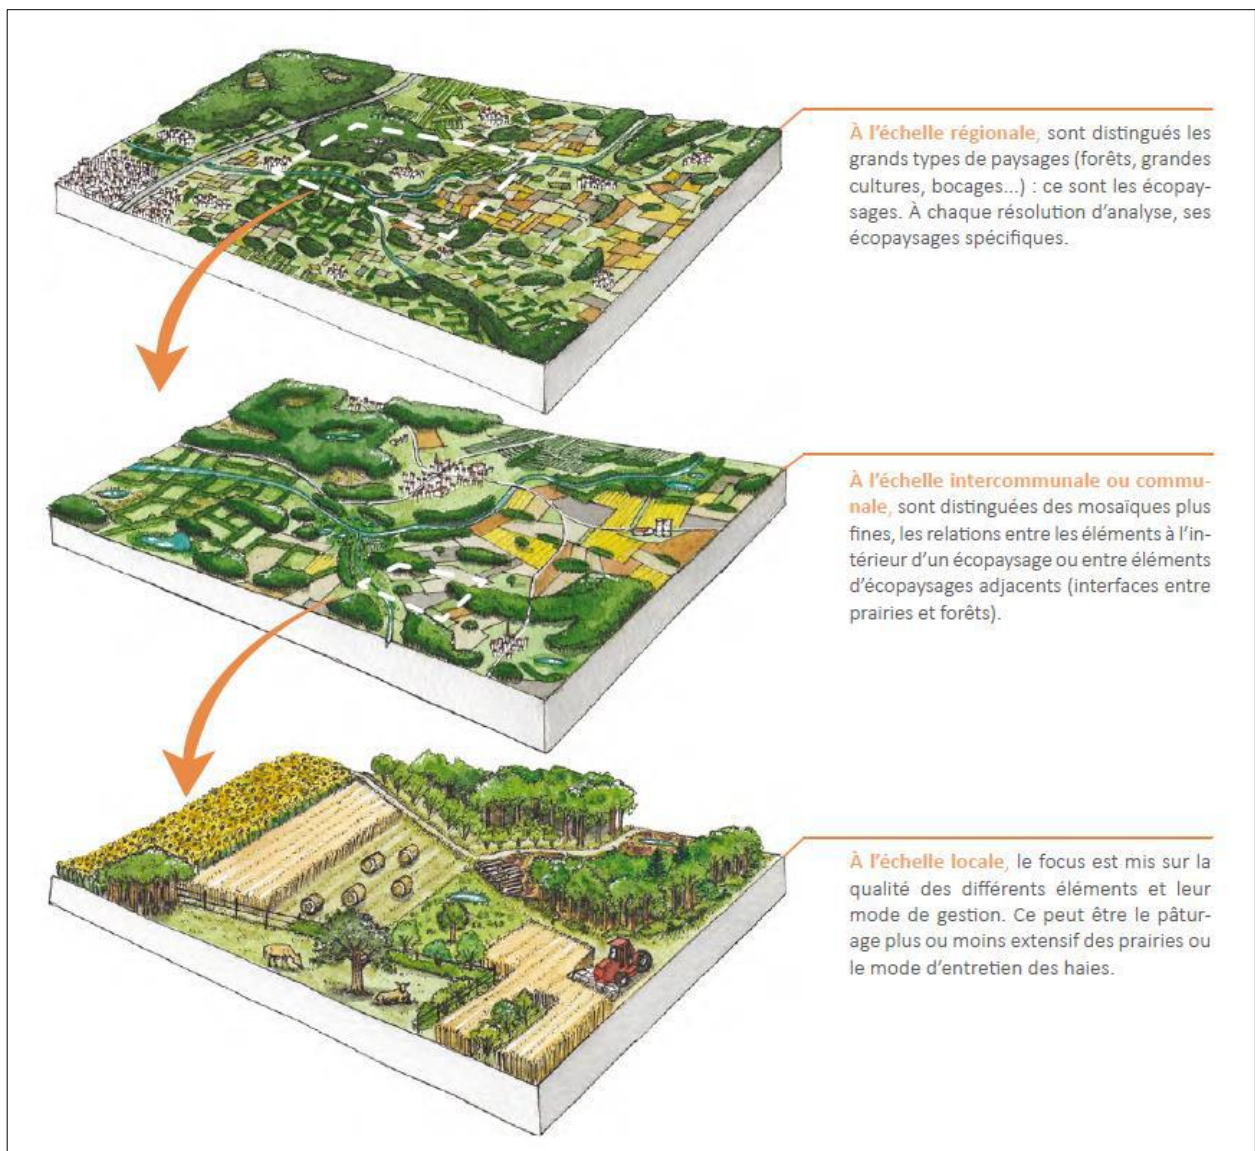 À l’échelle régionale, sont distingués les
grands types de paysages (forêts, grandes
cultures, bocages...) : ce sont les écopay-
sages. À chaque résolution d’analyse, ses
écopaysages spécifiques.
À l’échelle intercommunale ou commu-
nale, sont distinguées des mosaïques plus
fines, les relations entre les éléments à l’in-
térieur d’un écopaysage ou entre éléments
d’écopaysages adjacents (interfaces entre
prairies et forêts).
À l’échelle locale, le focus est mis sur la
qualité des différents éléments et leur
mode de gestion. Ce peut être le pâtur-
age plus ou moins extensif des prairies ou
le mode d’entretien des haies.